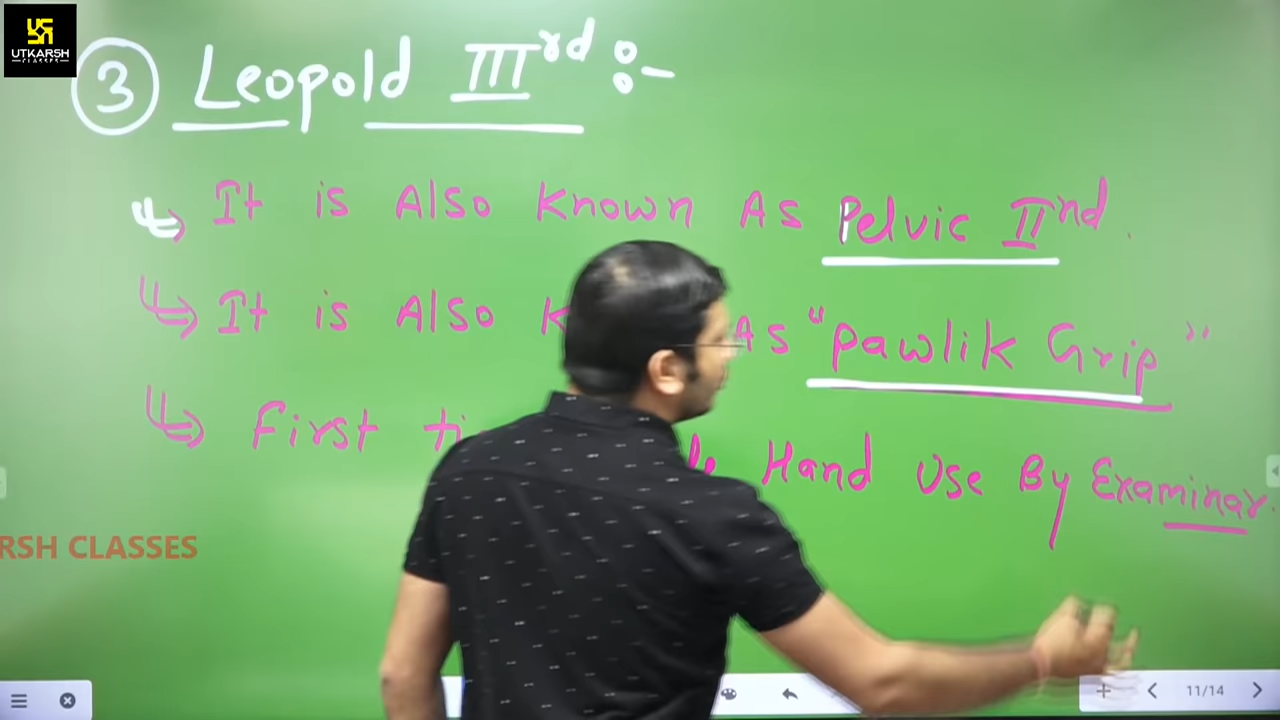 UTKARSH
CLASSES
3 Leopold IIIrd :-
It is Also Known As Pelvic IInd.
It is Also As "Pawlik Grip"
First Hand Use By Examinar.
RSH CLASSES
11/14